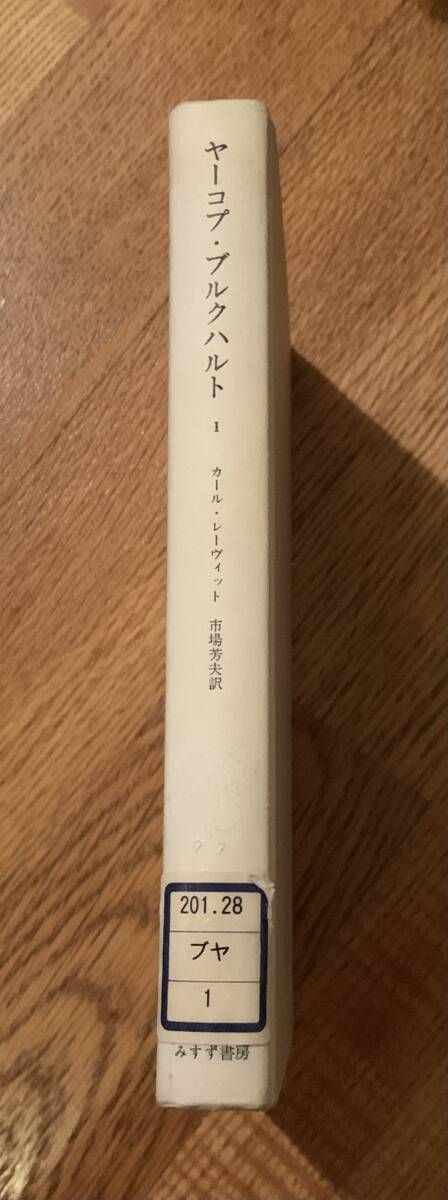 ヤーコプ・ブルクハルト I
カール・レーヴィット 市場芳夫訳
201.28
ブヤ
1
みすず書房